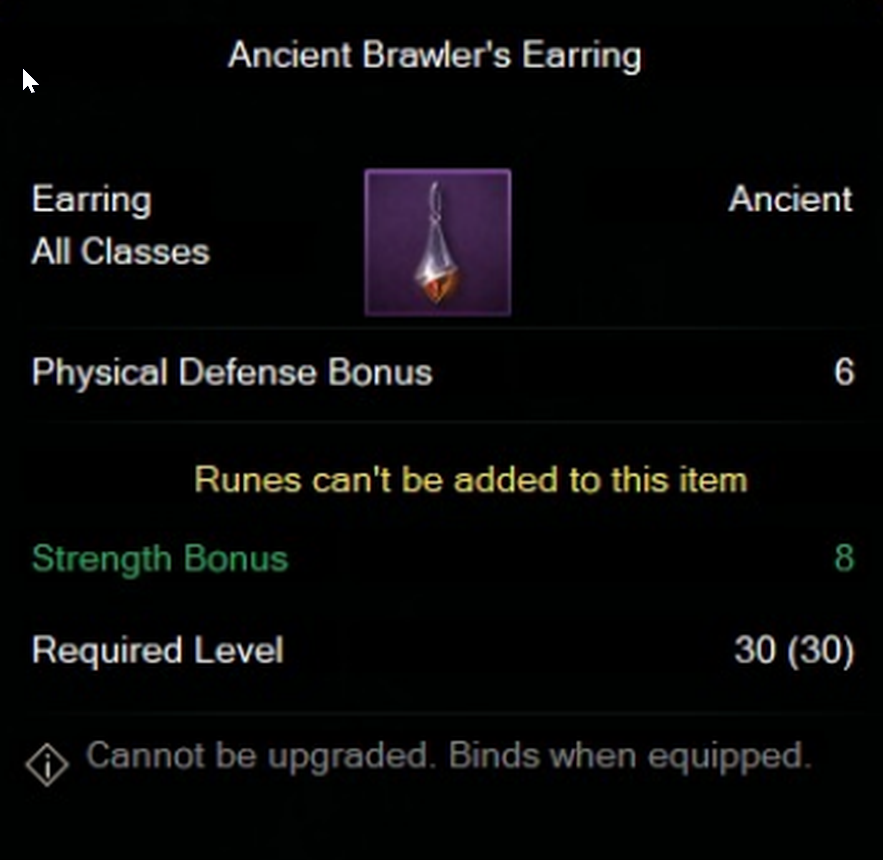 Ancient Brawler's Earring
Earring
Ancient
All Classes
Physical Defense Bonus 6
Runes can't be added to this item
Strength Bonus 8
Required Level 30 (30)
Cannot be upgraded. Binds when equipped.